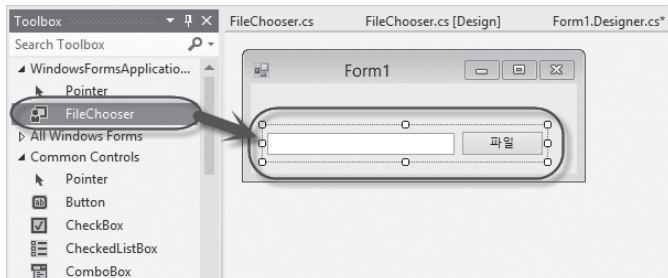 Toolbox
Search Toolbox
WindowsFormsApplicatio...
Pointer
FileChooser
All Windows Forms
Common Controls
Pointer
Button
CheckBox
CheckedListBox
ComboBox
FileChooser.cs
FileChooser.cs [Design]
Form1.Designer.cs*
Form1
파일